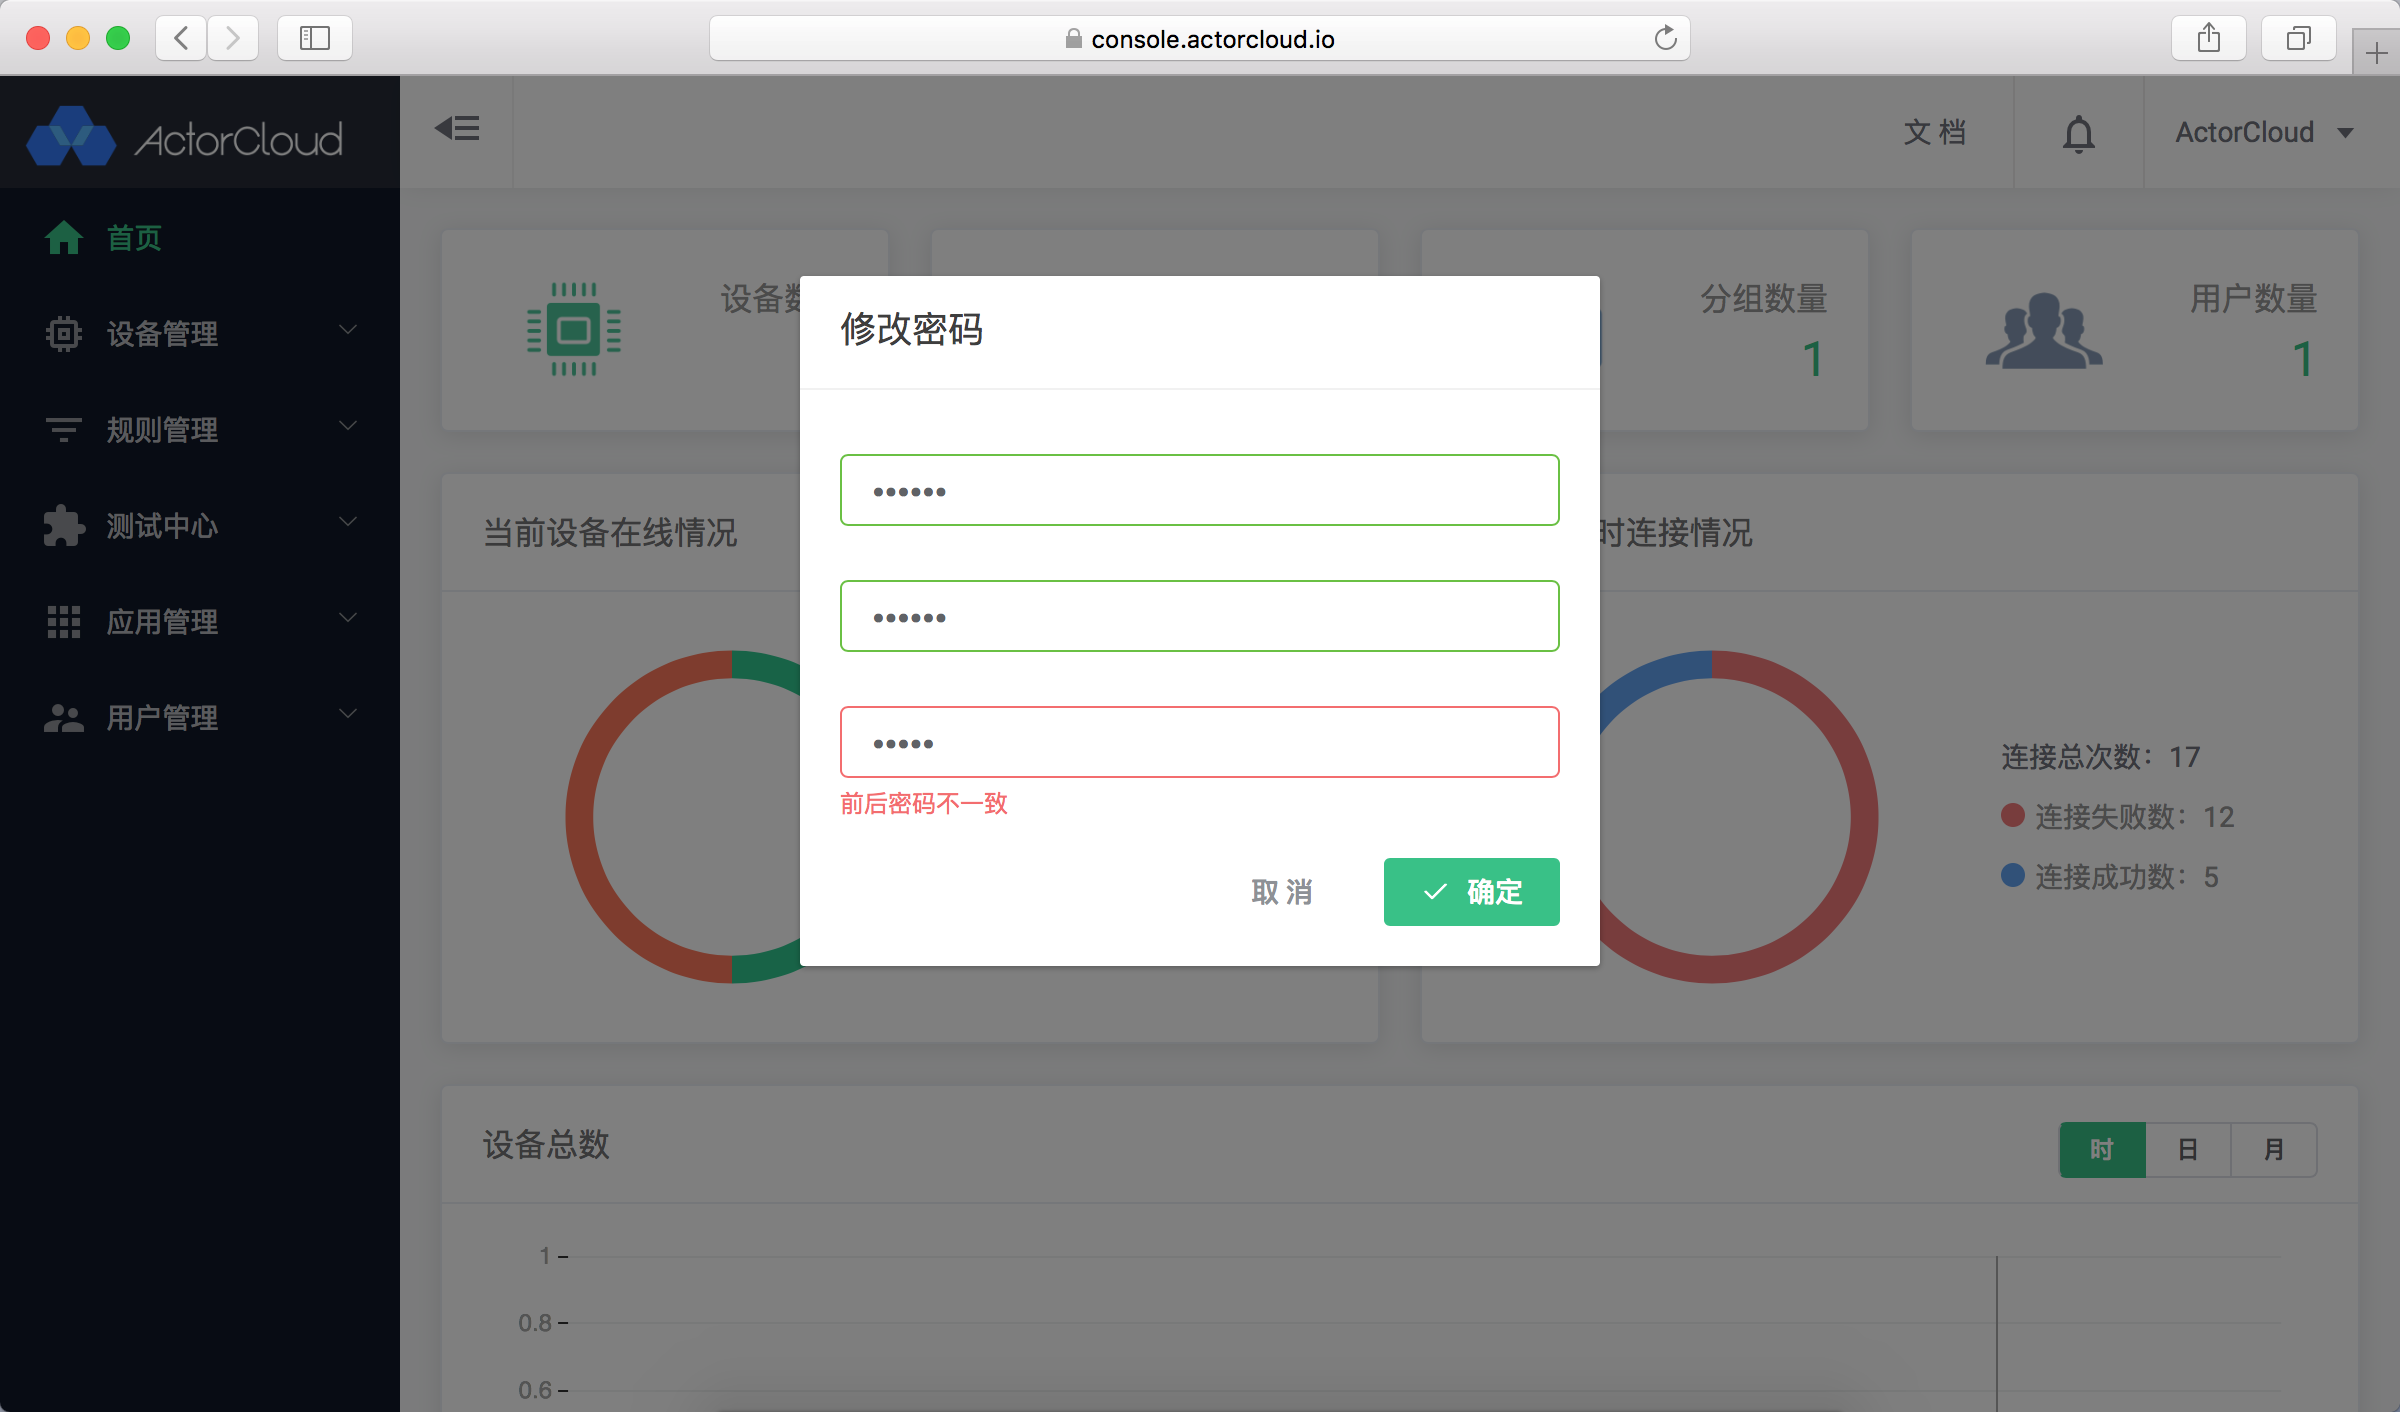 console.actorcloud.io
ActorCloud
文 档
ActorCloud
首页
设备管理
规则管理
测试中心
应用管理
用户管理
设备
分组数量
1
用户数量
1
当前设备在线情况
时连接情况
连接总次数：17
连接失败数：12
连接成功数：5
修改密码
••••••
••••••
•••••
前后密码不一致
取 消
确定
设备总数
时
日
月
1
0.8
0.6